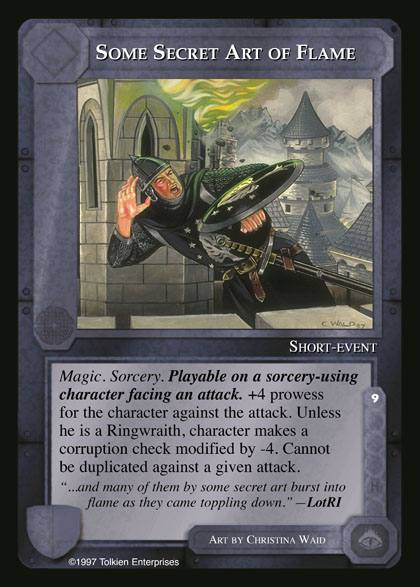 Some Secret Art of Flame
C. WALD 97
Short-event
Magic. Sorcery. Playable on a sorcery-using
character facing an attack. +4 prowess
for the character against the attack. Unless
he is a Ringwraith, character makes a
corruption check modified by -4. Cannot
be duplicated against a given attack.
“...and many of them by some secret art burst into
flame as they came toppling down.” —LotRI
9
H
Art by Christina Waid
©1997 Tolkien Enterprises